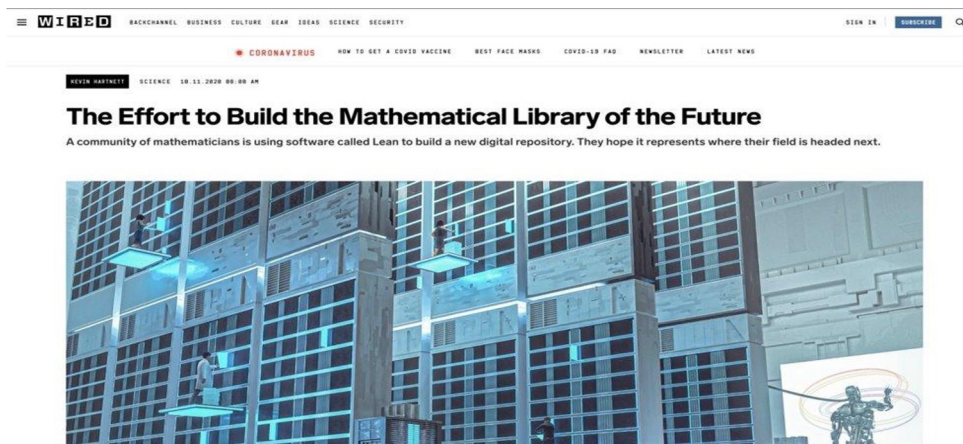 WIRED BACKCHANNEL BUSINESS CULTURE GEAR IDEAS SCIENCE SECURITY SIGN IN SUBSCRIBE
CORONAVIRUS HOW TO GET A COVID VACCINE BEST FACE MASKS COVID-19 FAQ NEWSLETTER LATEST NEWS
KEVIN HARTNETT SCIENCE 10.11.2020 08:00 AM
The Effort to Build the Mathematical Library of the Future
A community of mathematicians is using software called Lean to build a new digital repository. They hope it represents where their field is headed next.